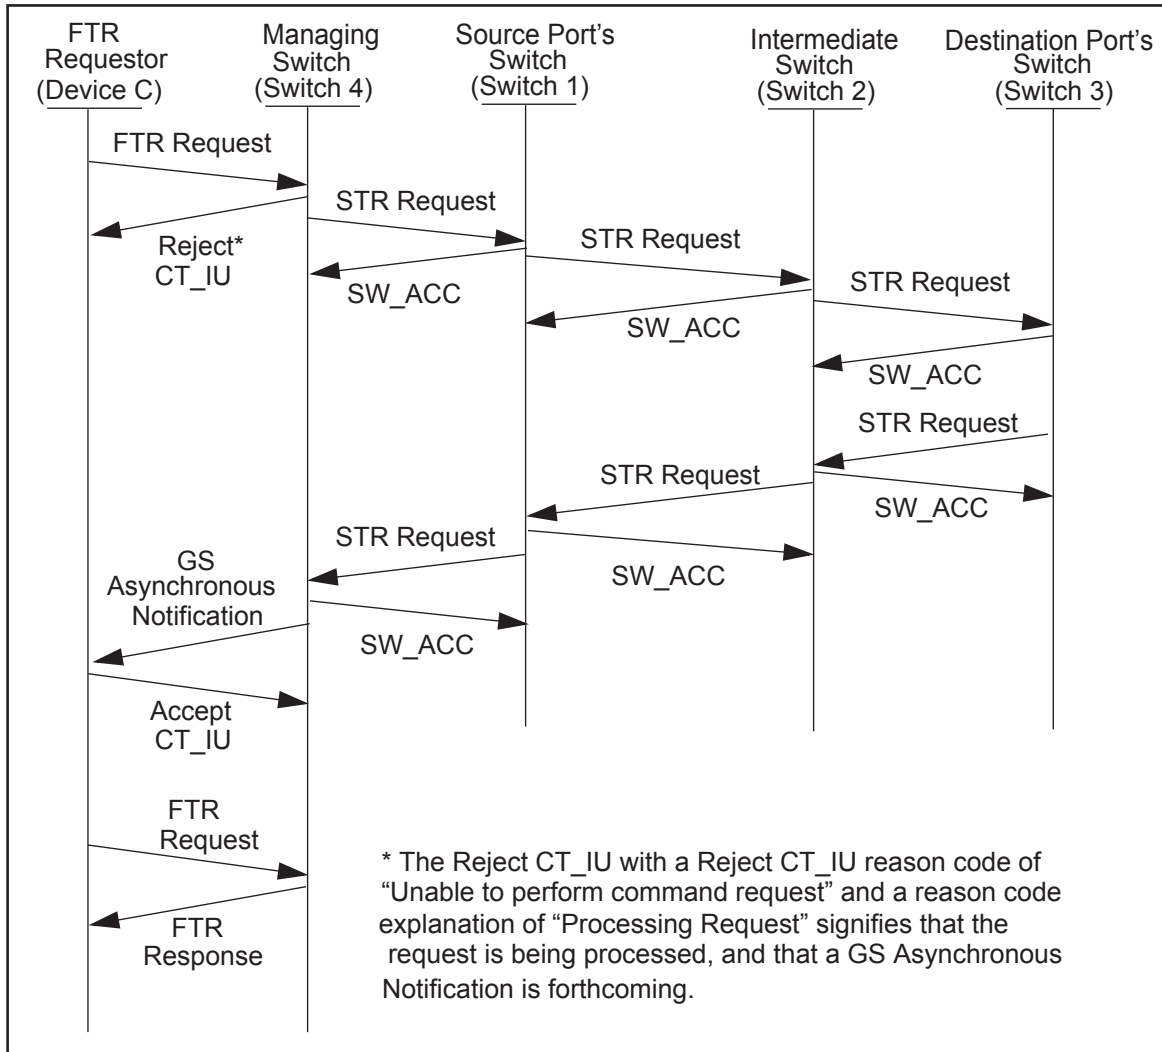 FTR
Requestor
(Device C)
Managing
Switch
(Switch 4)
Source Port's
Switch
(Switch 1)
Intermediate
Switch
(Switch 2)
Destination Port's
Switch
(Switch 3)
FTR Request
STR Request
Reject*
CT_IU
STR Request
SW_ACC
STR Request
SW_ACC
SW_ACC
STR Request
STR Request
SW_ACC
STR Request
GS
Asynchronous
Notification
SW_ACC
SW_ACC
Accept
CT_IU
FTR
Request
FTR
Response
* The Reject CT_IU with a Reject CT_IU reason code of
“Unable to perform command request” and a reason code
explanation of “Processing Request” signifies that the
request is being processed, and that a GS Asynchronous
Notification is forthcoming.